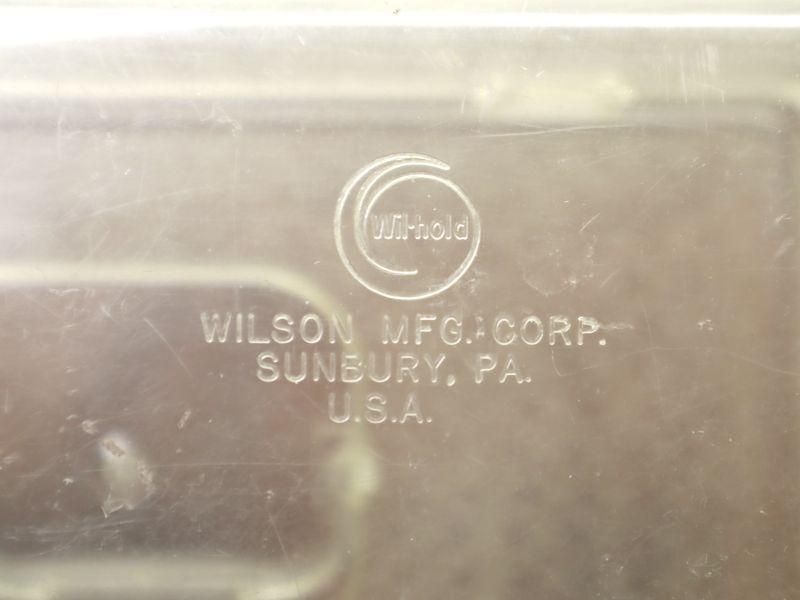 Wil-hold
WILSON MFG. CORP.
SUNBURY, PA.
U.S.A.